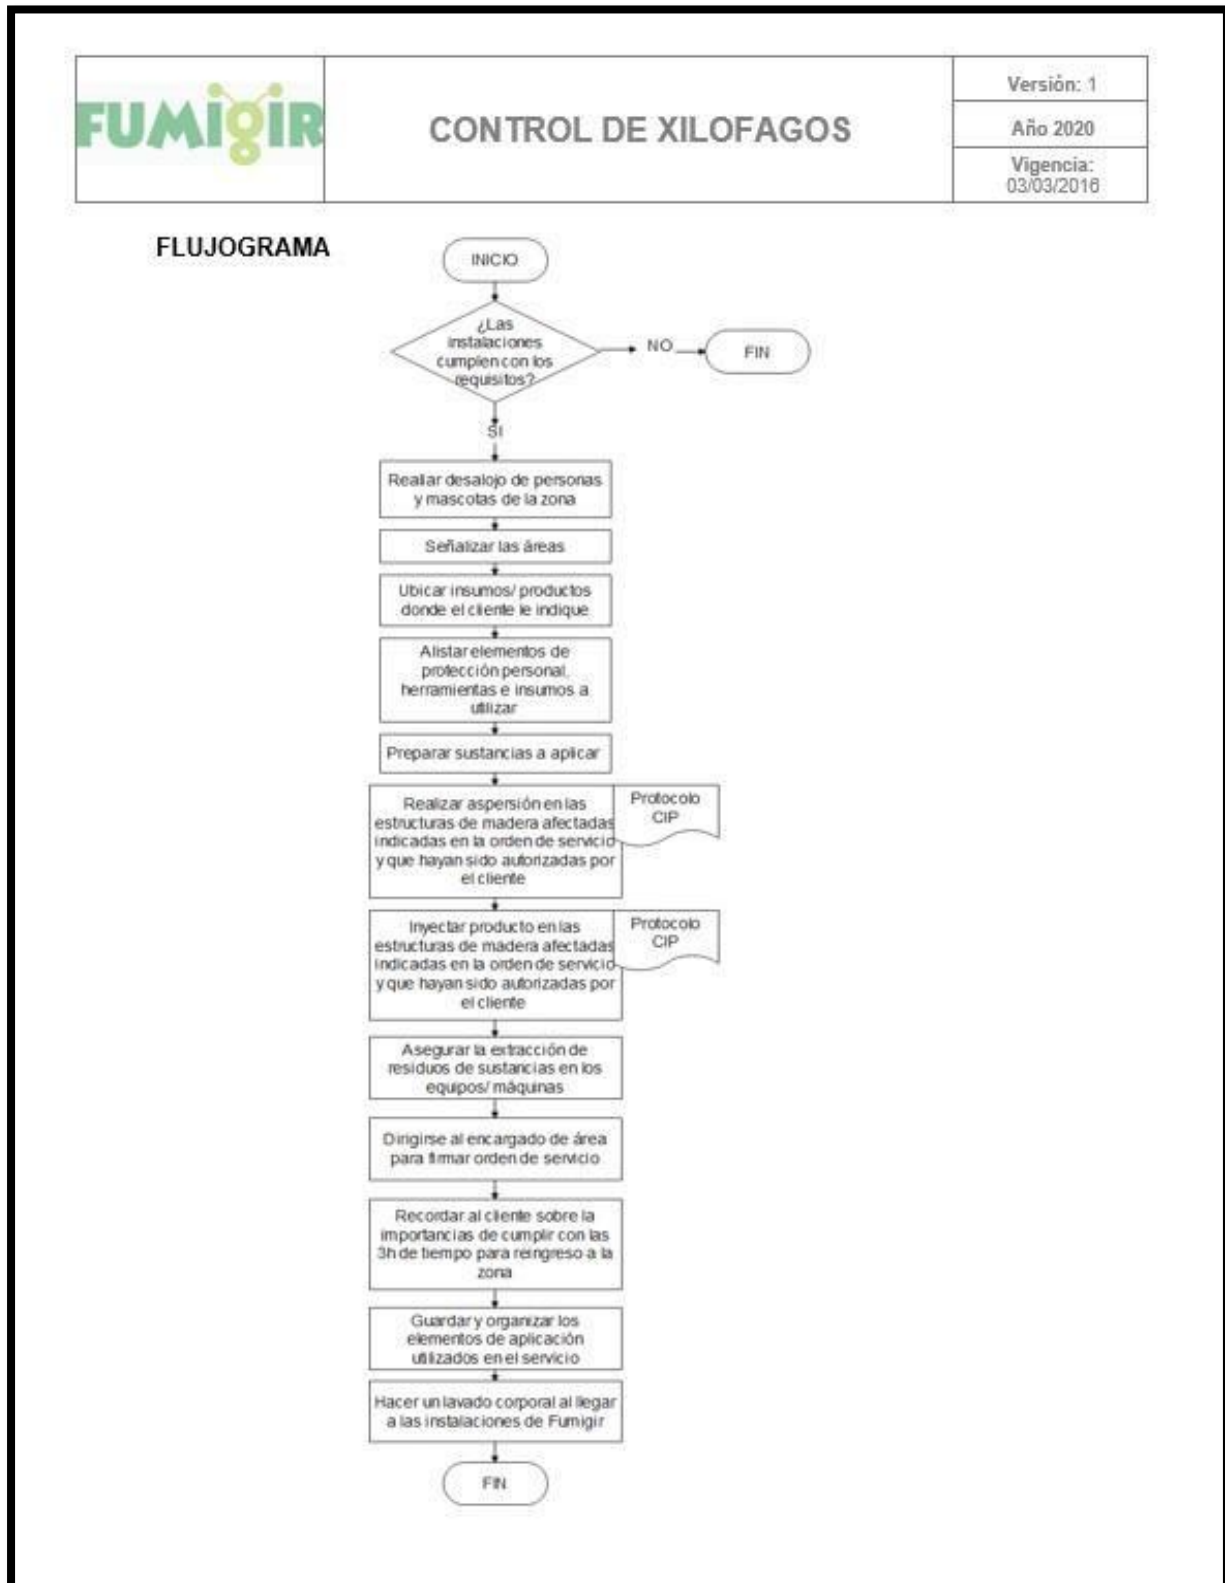 FUMIGIR
CONTROL DE XILOFAGOS
Versión: 1
Año 2020
Vigencia:
03/03/2016
FLUJOGRAMA
INICIO
¿Las
instalaciones
cumplen con los
requisitos?
NO
FIN
SI
Realiar desalojo de personas
y mascotas de la zona
Señalizar las áreas
Ubicar insumos/ productos
donde el cliente le indique
Alistar elementos de
protección personal,
herramientas e insumos a
utilizar
Preparar sustancias a aplicar
Realizar aspersión en las
estructuras de madera afectadas
indicadas en la orden de servicio
y que hayan sido autorizadas por
el cliente
Protocolo
CIP
Inyectar producto en las
estructuras de madera afectadas
indicadas en la orden de servicio
y que hayan sido autorizadas por
el cliente
Protocolo
CIP
Asegurar la extracción de
residuos de sustancias en los
equipos/ máquinas
Dirigirse al encargado de área
para firmar orden de servicio
Recordar al cliente sobre la
importancias de cumplir con las
3h de tiempo para reingreso a la
zona
Guardar y organizar los
elementos de aplicación
utilizados en el servicio
Hacer un lavado corporal al llegar
a las instalaciones de Fumigir
FIN